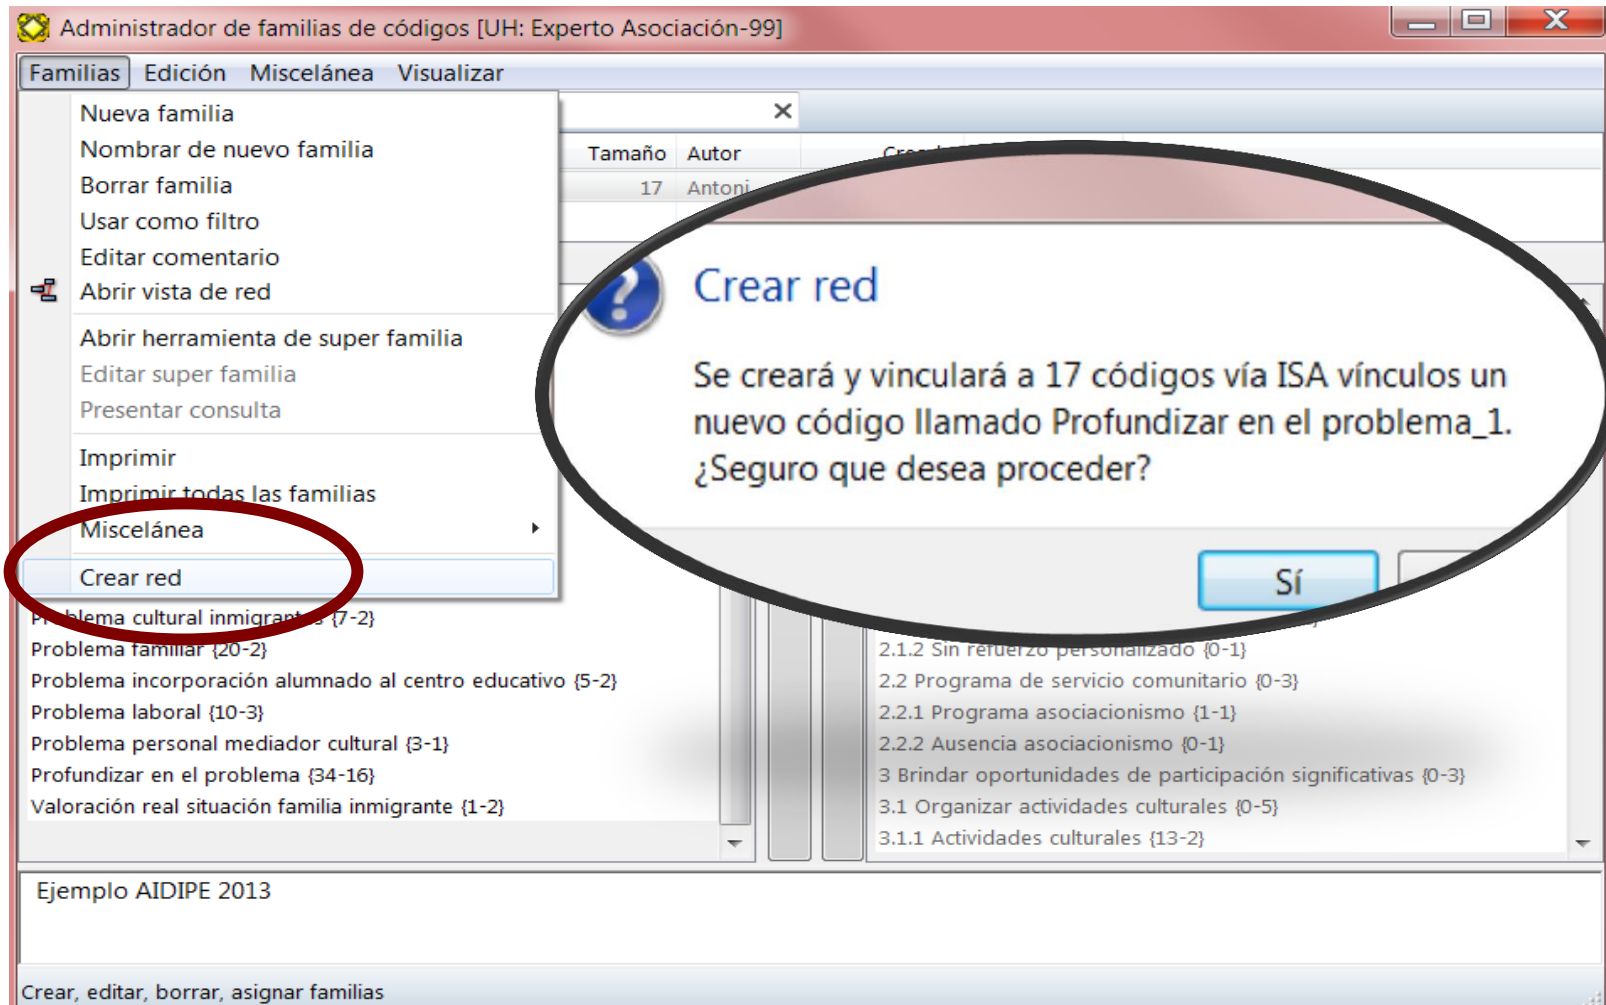 Administrador de familias de códigos [UH: Experto Asociación-99]
Familias Edición Miscelánea Visualizar
Nueva familia
Nombrar de nuevo familia
Borrar familia
Usar como filtro
Editar comentario
Abrir vista de red
Abrir herramienta de super familia
Editar super familia
Presentar consulta
Imprimir
Imprimir todas las familias
Miscelánea
Crear red
Tamaño Autor
17 Antoni
Crear red
Se creará y vinculará a 17 códigos vía ISA vínculos un
nuevo código llamado Profundizar en el problema_1.
¿Seguro que desea proceder?
Sí
Problema cultural inmigrantes {7-2}
Problema familiar {20-2}
Problema incorporación alumnado al centro educativo {5-2}
Problema laboral {10-3}
Problema personal mediador cultural {3-1}
Profundizar en el problema {34-16}
Valoración real situación familia inmigrante {1-2}
2.1.2 Sin refuerzo personalizado {0-1}
2.2 Programa de servicio comunitario {0-3}
2.2.1 Programa asociacionismo {1-1}
2.2.2 Ausencia asociacionismo {0-1}
3 Brindar oportunidades de participación significativas {0-3}
3.1 Organizar actividades culturales {0-5}
3.1.1 Actividades culturales {13-2}
Ejemplo AIDIPE 2013
Crear, editar, borrar, asignar familias